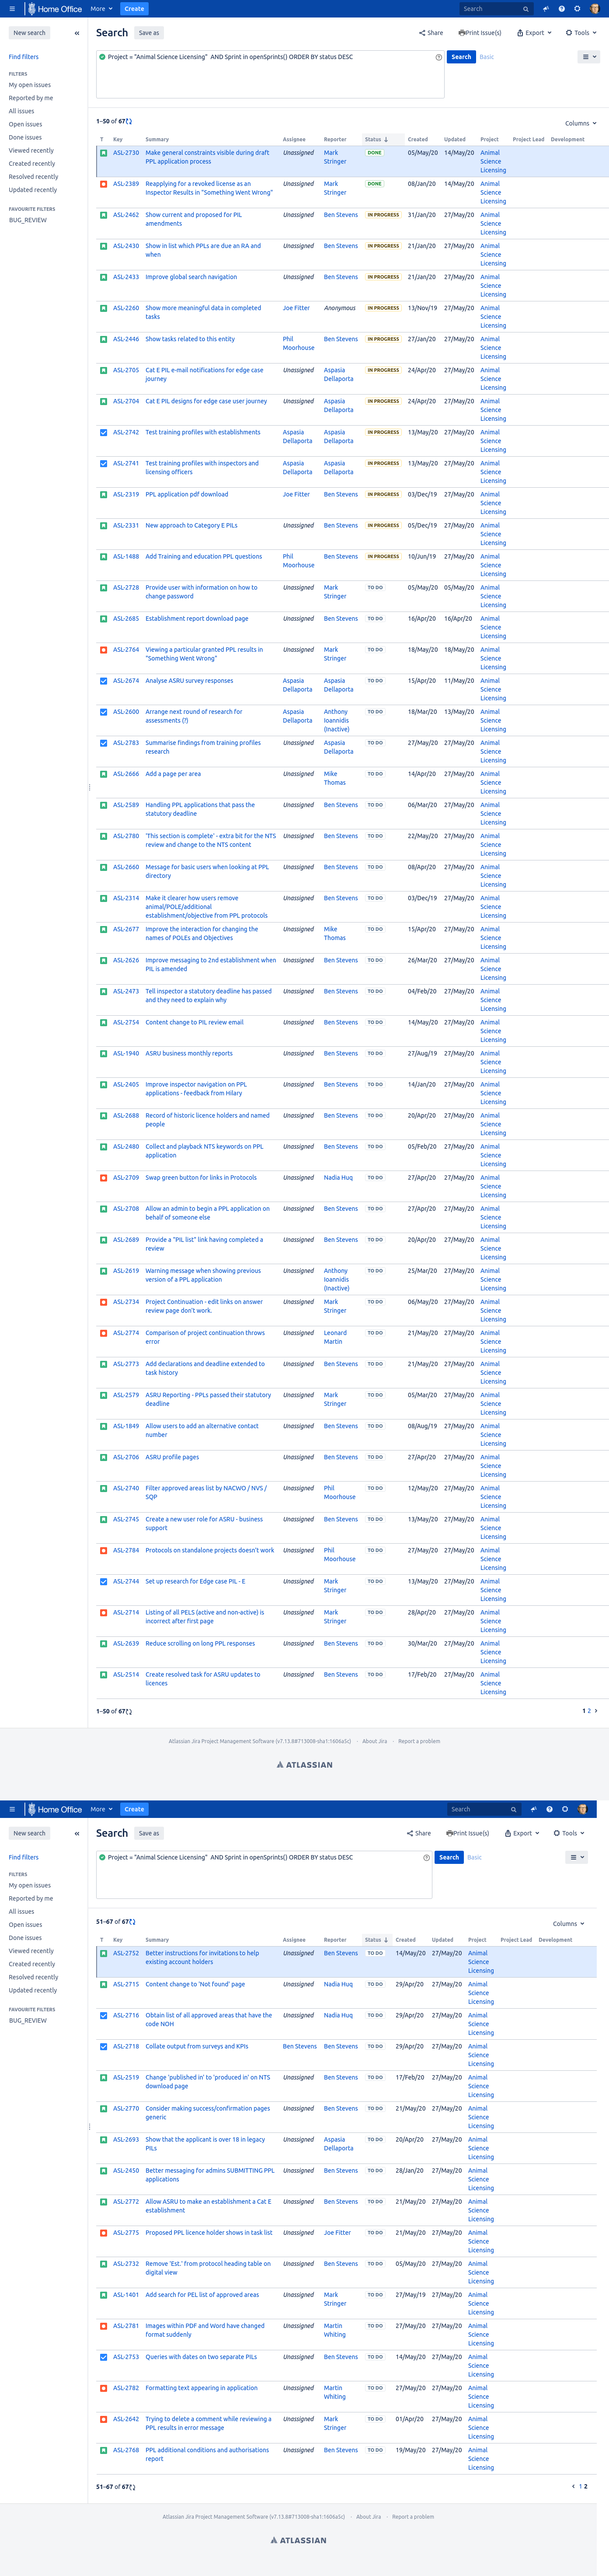 Home Office More Create Search
New search
Search Save as Share Print Issue(s) Export Tools
Find filters
Project = "Animal Science Licensing" AND Sprint in openSprints() ORDER BY status DESC Search Basic
FILTERS
My open issues
Reported by me
All issues
Open issues
Done issues
Viewed recently
Created recently
Resolved recently
Updated recently
FAVOURITE FILTERS
BUG_REVIEW
1–50 of 67 Columns
T Key Summary Assignee Reporter Status Created Updated Project Project Lead Development
ASL-2730 Make general constraints visible during draft Unassigned Mark DONE 05/May/20 14/May/20 Animal
PPL application process Stringer Science
Licensing
ASL-2389 Reapplying for a revoked license as an Unassigned Mark DONE 08/Jan/20 14/May/20 Animal
Inspector Results in "Something Went Wrong" Stringer Science
Licensing
ASL-2462 Show current and proposed for PIL Unassigned Ben Stevens IN PROGRESS 31/Jan/20 27/May/20 Animal
amendments Science
Licensing
ASL-2430 Show in list which PPLs are due an RA and Unassigned Ben Stevens IN PROGRESS 21/Jan/20 27/May/20 Animal
when Science
Licensing
ASL-2433 Improve global search navigation Unassigned Ben Stevens IN PROGRESS 21/Jan/20 27/May/20 Animal
Science
Licensing
ASL-2260 Show more meaningful data in completed Joe Fitter Anonymous IN PROGRESS 13/Nov/19 27/May/20 Animal
tasks Science
Licensing
ASL-2446 Show tasks related to this entity Phil Ben Stevens IN PROGRESS 27/Jan/20 27/May/20 Animal
Moorhouse Science
Licensing
ASL-2705 Cat E PIL e-mail notifications for edge case Unassigned Aspasia IN PROGRESS 24/Apr/20 27/May/20 Animal
journey Dellaporta Science
Licensing
ASL-2704 Cat E PIL designs for edge case user journey Unassigned Aspasia IN PROGRESS 24/Apr/20 27/May/20 Animal
Dellaporta Science
Licensing
ASL-2742 Test training profiles with establishments Aspasia Aspasia IN PROGRESS 13/May/20 27/May/20 Animal
Dellaporta Dellaporta Science
Licensing
ASL-2741 Test training profiles with inspectors and Aspasia Aspasia IN PROGRESS 13/May/20 27/May/20 Animal
licensing officers Dellaporta Dellaporta Science
Licensing
ASL-2319 PPL application pdf download Joe Fitter Ben Stevens IN PROGRESS 03/Dec/19 27/May/20 Animal
Science
Licensing
ASL-2331 New approach to Category E PILs Unassigned Ben Stevens IN PROGRESS 05/Dec/19 27/May/20 Animal
Science
Licensing
ASL-1488 Add Training and education PPL questions Phil Ben Stevens IN PROGRESS 10/Jun/19 27/May/20 Animal
Moorhouse Science
Licensing
ASL-2728 Provide user with information on how to Unassigned Mark TO DO 05/May/20 05/May/20 Animal
change password Stringer Science
Licensing
ASL-2685 Establishment report download page Unassigned Ben Stevens TO DO 16/Apr/20 16/Apr/20 Animal
Science
Licensing
ASL-2764 Viewing a particular granted PPL results in Unassigned Mark TO DO 18/May/20 18/May/20 Animal
"Something Went Wrong" Stringer Science
Licensing
ASL-2674 Analyse ASRU survey responses Aspasia Aspasia TO DO 15/Apr/20 11/May/20 Animal
Dellaporta Dellaporta Science
Licensing
ASL-2600 Arrange next round of research for Aspasia Anthony TO DO 18/Mar/20 13/May/20 Animal
assessments (?) Dellaporta Ioannidis Science
(Inactive) Licensing
ASL-2783 Summarise findings from training profiles Unassigned Aspasia TO DO 27/May/20 27/May/20 Animal
research Dellaporta Science
Licensing
ASL-2666 Add a page per area Unassigned Mike TO DO 14/Apr/20 27/May/20 Animal
Thomas Science
Licensing
ASL-2589 Handling PPL applications that pass the Unassigned Ben Stevens TO DO 06/Mar/20 27/May/20 Animal
statutory deadline Science
Licensing
ASL-2780 'This section is complete' - extra bit for the NTS Unassigned Ben Stevens TO DO 22/May/20 27/May/20 Animal
review and change to the NTS content Science
Licensing
ASL-2660 Message for basic users when looking at PPL Unassigned Ben Stevens TO DO 08/Apr/20 27/May/20 Animal
directory Science
Licensing
ASL-2314 Make it clearer how users remove Unassigned Ben Stevens TO DO 03/Dec/19 27/May/20 Animal
animal/POLE/additional Science
establishment/objective from PPL protocols Licensing
ASL-2677 Improve the interaction for changing the Unassigned Mike TO DO 15/Apr/20 27/May/20 Animal
names of POLEs and Objectives Thomas Science
Licensing
ASL-2626 Improve messaging to 2nd establishment when Unassigned Ben Stevens TO DO 26/Mar/20 27/May/20 Animal
PIL is amended Science
Licensing
ASL-2473 Tell inspector a statutory deadline has passed Unassigned Ben Stevens TO DO 04/Feb/20 27/May/20 Animal
and they need to explain why Science
Licensing
ASL-2754 Content change to PIL review email Unassigned Ben Stevens TO DO 14/May/20 27/May/20 Animal
Science
Licensing
ASL-1940 ASRU business monthly reports Unassigned Ben Stevens TO DO 27/Aug/19 27/May/20 Animal
Science
Licensing
ASL-2405 Improve inspector navigation on PPL Unassigned Ben Stevens TO DO 14/Jan/20 27/May/20 Animal
applications - feedback from Hilary Science
Licensing
ASL-2688 Record of historic licence holders and named Unassigned Ben Stevens TO DO 20/Apr/20 27/May/20 Animal
people Science
Licensing
ASL-2480 Collect and playback NTS keywords on PPL Unassigned Ben Stevens TO DO 05/Feb/20 27/May/20 Animal
application Science
Licensing
ASL-2709 Swap green button for links in Protocols Unassigned Nadia Huq TO DO 27/Apr/20 27/May/20 Animal
Science
Licensing
ASL-2708 Allow an admin to begin a PPL application on Unassigned Ben Stevens TO DO 27/Apr/20 27/May/20 Animal
behalf of someone else Science
Licensing
ASL-2689 Provide a "PIL list" link having completed a Unassigned Ben Stevens TO DO 20/Apr/20 27/May/20 Animal
review Science
Licensing
ASL-2619 Warning message when showing previous Unassigned Anthony TO DO 25/Mar/20 27/May/20 Animal
version of a PPL application Ioannidis Science
(Inactive) Licensing
ASL-2734 Project Continuation - edit links on answer Unassigned Mark TO DO 06/May/20 27/May/20 Animal
review page don't work. Stringer Science
Licensing
ASL-2774 Comparison of project continuation throws Unassigned Leonard TO DO 21/May/20 27/May/20 Animal
error Martin Science
Licensing
ASL-2773 Add declarations and deadline extended to Unassigned Ben Stevens TO DO 21/May/20 27/May/20 Animal
task history Science
Licensing
ASL-2579 ASRU Reporting - PPLs passed their statutory Unassigned Mark TO DO 05/Mar/20 27/May/20 Animal
deadline Stringer Science
Licensing
ASL-1849 Allow users to add an alternative contact Unassigned Ben Stevens TO DO 08/Aug/19 27/May/20 Animal
number Science
Licensing
ASL-2706 ASRU profile pages Unassigned Ben Stevens TO DO 27/Apr/20 27/May/20 Animal
Science
Licensing
ASL-2740 Filter approved areas list by NACWO / NVS / Unassigned Phil TO DO 12/May/20 27/May/20 Animal
SQP Moorhouse Science
Licensing
ASL-2745 Create a new user role for ASRU - business Unassigned Ben Stevens TO DO 13/May/20 27/May/20 Animal
support Science
Licensing
ASL-2784 Protocols on standalone projects doesn't work Unassigned Phil TO DO 27/May/20 27/May/20 Animal
Moorhouse Science
Licensing
ASL-2744 Set up research for Edge case PIL - E Unassigned Mark TO DO 13/May/20 27/May/20 Animal
Stringer Science
Licensing
ASL-2714 Listing of all PELS (active and non-active) is Unassigned Mark TO DO 28/Apr/20 27/May/20 Animal
incorrect after first page Stringer Science
Licensing
ASL-2639 Reduce scrolling on long PPL responses Unassigned Ben Stevens TO DO 30/Mar/20 27/May/20 Animal
Science
Licensing
ASL-2514 Create resolved task for ASRU updates to Unassigned Ben Stevens TO DO 17/Feb/20 27/May/20 Animal
licences Science
Licensing
1–50 of 67 1 2
Atlassian Jira Project Management Software (v7.13.8#713008-sha1:1606a5c) · About Jira · Report a problem
ATLASSIAN
Home Office More Create Search
New search
Search Save as Share Print Issue(s) Export Tools
Find filters
Project = "Animal Science Licensing" AND Sprint in openSprints() ORDER BY status DESC Search Basic
FILTERS
My open issues
Reported by me
All issues
Open issues
Done issues
Viewed recently
Created recently
Resolved recently
Updated recently
FAVOURITE FILTERS
BUG_REVIEW
51–67 of 67 Columns
T Key Summary Assignee Reporter Status Created Updated Project Project Lead Development
ASL-2752 Better instructions for invitations to help Unassigned Ben Stevens TO DO 14/May/20 27/May/20 Animal
existing account holders Science
Licensing
ASL-2715 Content change to 'Not found' page Unassigned Nadia Huq TO DO 29/Apr/20 27/May/20 Animal
Science
Licensing
ASL-2716 Obtain list of all approved areas that have the Unassigned Nadia Huq TO DO 29/Apr/20 27/May/20 Animal
code NOH Science
Licensing
ASL-2718 Collate output from surveys and KPIs Ben Stevens Ben Stevens TO DO 29/Apr/20 27/May/20 Animal
Science
Licensing
ASL-2519 Change 'published in' to 'produced in' on NTS Unassigned Ben Stevens TO DO 17/Feb/20 27/May/20 Animal
download page Science
Licensing
ASL-2770 Consider making success/confirmation pages Unassigned Ben Stevens TO DO 21/May/20 27/May/20 Animal
generic Science
Licensing
ASL-2693 Show that the applicant is over 18 in legacy Unassigned Aspasia TO DO 20/Apr/20 27/May/20 Animal
PILs Dellaporta Science
Licensing
ASL-2450 Better messaging for admins SUBMITTING PPL Unassigned Ben Stevens TO DO 28/Jan/20 27/May/20 Animal
applications Science
Licensing
ASL-2772 Allow ASRU to make an establishment a Cat E Unassigned Ben Stevens TO DO 21/May/20 27/May/20 Animal
establishment Science
Licensing
ASL-2775 Proposed PPL licence holder shows in task list Unassigned Joe Fitter TO DO 21/May/20 27/May/20 Animal
Science
Licensing
ASL-2732 Remove 'Est.' from protocol heading table on Unassigned Ben Stevens TO DO 05/May/20 27/May/20 Animal
digital view Science
Licensing
ASL-1401 Add search for PEL list of approved areas Unassigned Mark TO DO 27/May/19 27/May/20 Animal
Stringer Science
Licensing
ASL-2781 Images within PDF and Word have changed Unassigned Martin TO DO 27/May/20 27/May/20 Animal
format suddenly Whiting Science
Licensing
ASL-2753 Queries with dates on two separate PILs Unassigned Ben Stevens TO DO 14/May/20 27/May/20 Animal
Science
Licensing
ASL-2782 Formatting text appearing in application Unassigned Martin TO DO 27/May/20 27/May/20 Animal
Whiting Science
Licensing
ASL-2642 Trying to delete a comment while reviewing a Unassigned Mark TO DO 01/Apr/20 27/May/20 Animal
PPL results in error message Stringer Science
Licensing
ASL-2768 PPL additional conditions and authorisations Unassigned Ben Stevens TO DO 19/May/20 27/May/20 Animal
report Science
Licensing
51–67 of 67 1 2
Atlassian Jira Project Management Software (v7.13.8#713008-sha1:1606a5c) · About Jira · Report a problem
ATLASSIAN